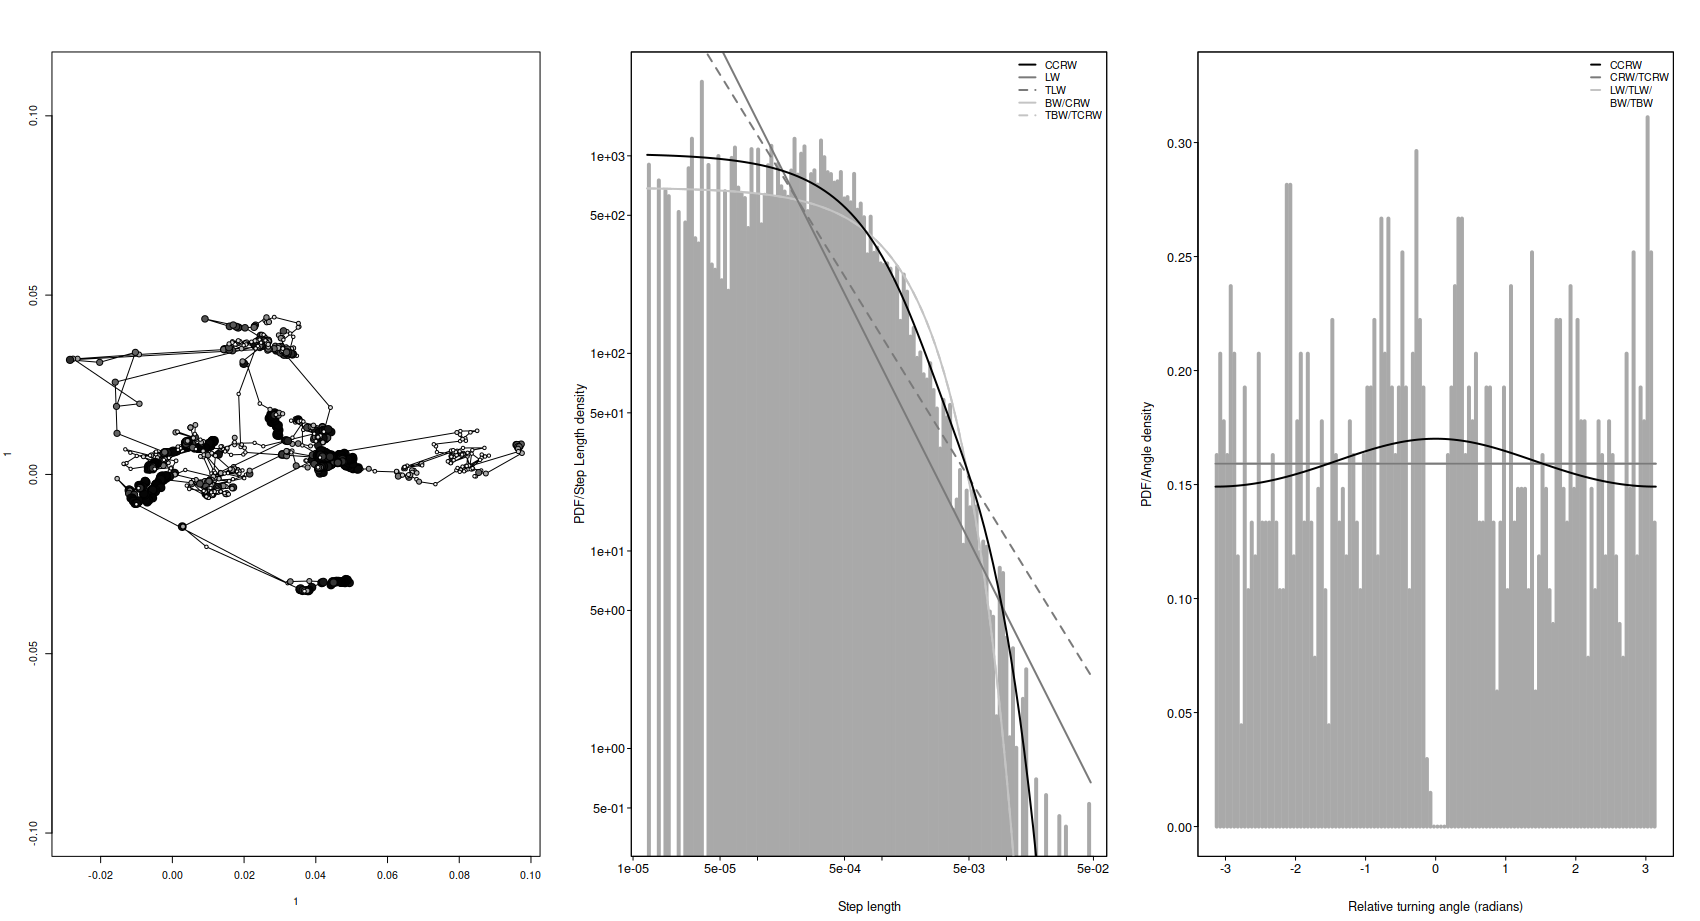 0.10
0.05
0.00
-0.05
-0.10
1
-0.02
0.00
0.02
0.04
0.06
0.08
0.10
1
CCRW
LW
TLW
BW/CRW
TBW/TCRW
1e+03
5e+02
1e+02
5e+01
1e+01
5e+00
1e+00
5e-01
PDF/Step Length density
1e-05
5e-05
5e-04
5e-03
5e-02
Step length
CCRW
CRW/TCRW
LW/TLW/
BW/TBW
0.30
0.25
0.20
0.15
0.10
0.05
0.00
PDF/Angle density
-3
-2
-1
0
1
2
3
Relative turning angle (radians)